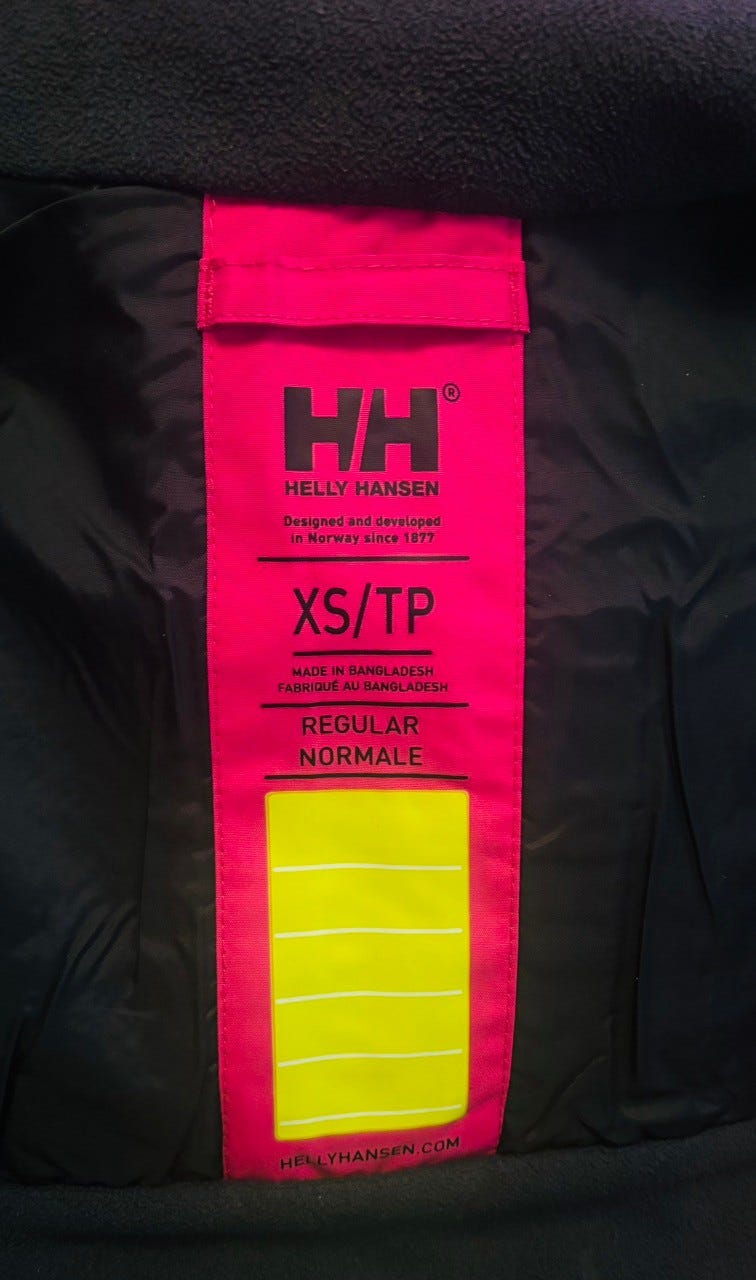 HH®
HELLY HANSEN
Designed and developed
in Norway since 1877
XS/TP
MADE IN BANGLADESH
FABRIQUÉ AU BANGLADESH
REGULAR
NORMALE
HELLYHANSEN.COM